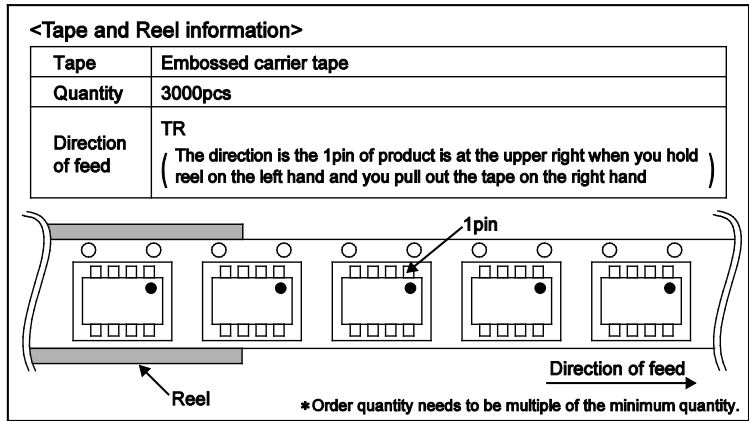 <Tape and Reel information>
Tape Embossed carrier tape
Quantity 3000pcs
Direction of feed TR
( The direction is the 1pin of product is at the upper right when you hold
reel on the left hand and you pull out the tape on the right hand )
1pin
Direction of feed
Reel
*Order quantity needs to be multiple of the minimum quantity.